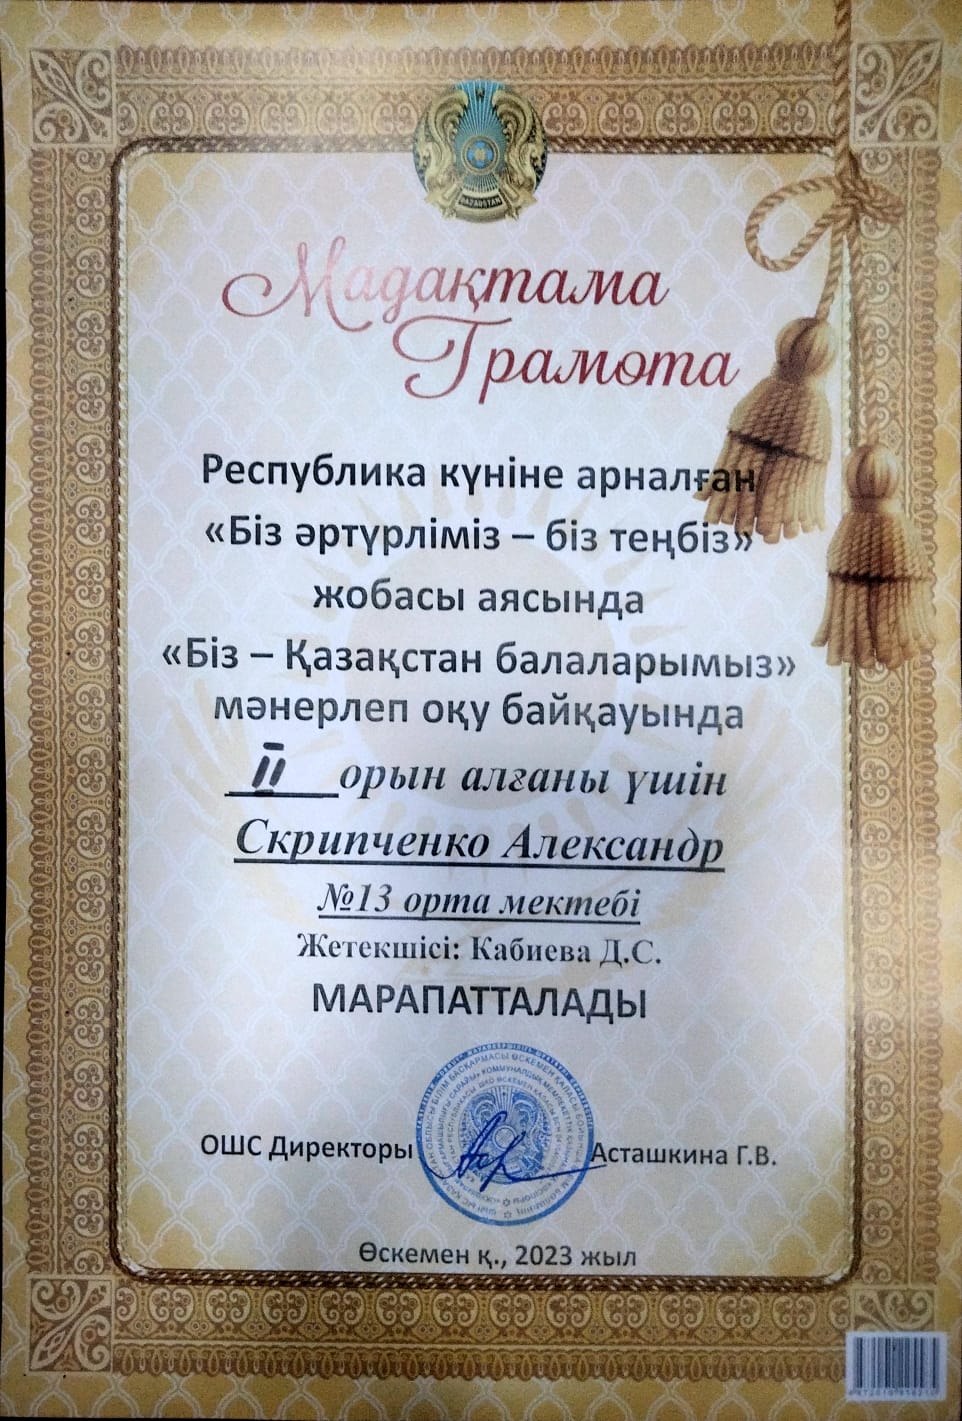 QAZAQSTAN
Мадақтама
Грамота
Республика күніне арналған
«Біз әртүрліміз – біз теңбіз»
жобасы аясында
«Біз – Қазақстан балаларымыз»
мәнерлеп оқу байқауында
II орын алғаны үшін
Скрипченко Александр
№13 орта мектебі
Жетекшісі: Кабиева Д.С.
МАРАПАТТАЛАДЫ
ОШС Директоры Асташкина Г.В.
Өскемен қ., 2023 жыл